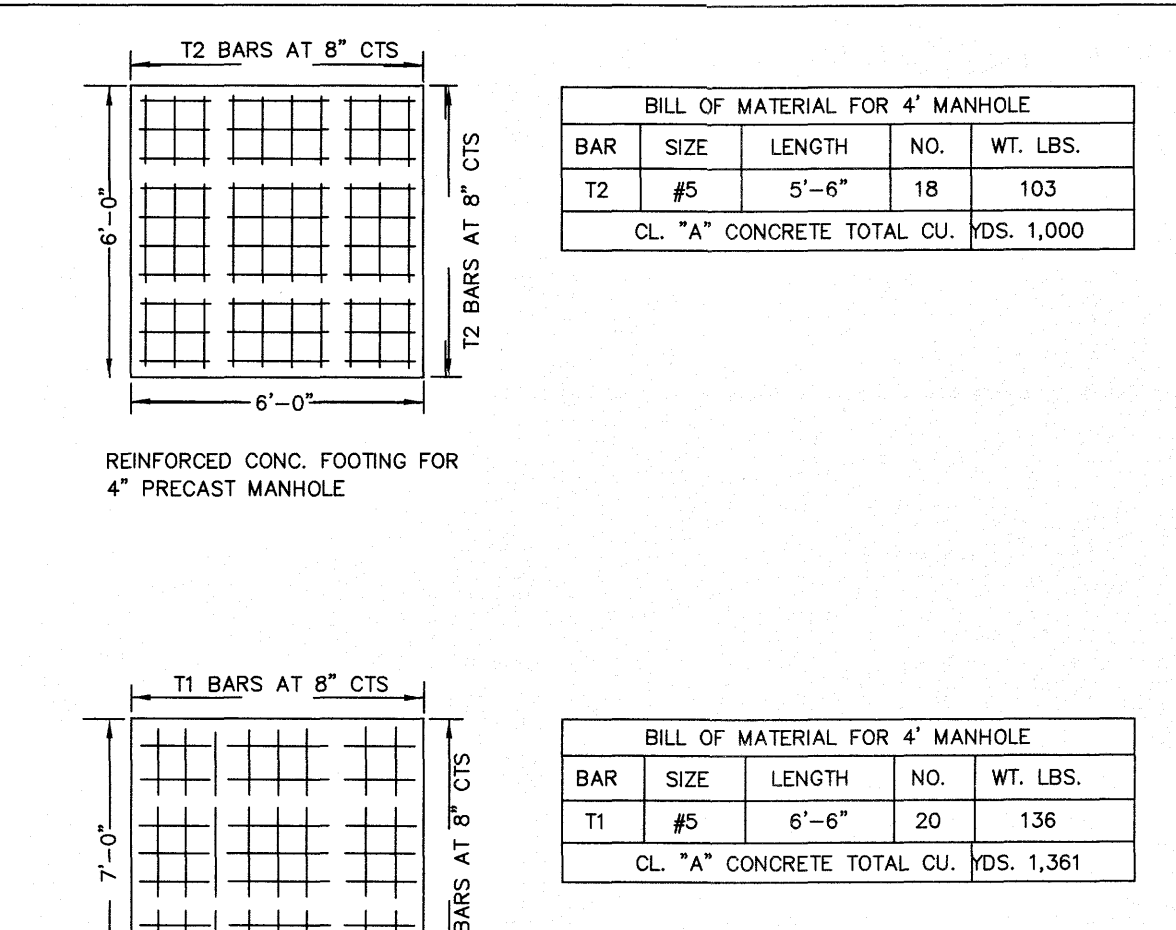 T2 BARS AT 8" CTS
6'-0"
T2 BARS AT 8" CTS
6'-0"
REINFORCED CONC. FOOTING FOR
4" PRECAST MANHOLE
BILL OF MATERIAL FOR 4' MANHOLE
BAR SIZE LENGTH NO. WT. LBS.
T2 #5 5'-6" 18 103
CL. "A" CONCRETE TOTAL CU. YDS. 1,000
T1 BARS AT 8" CTS
7'-0"
BARS AT 8" CTS
BILL OF MATERIAL FOR 4' MANHOLE
BAR SIZE LENGTH NO. WT. LBS.
T1 #5 6'-6" 20 136
CL. "A" CONCRETE TOTAL CU. YDS. 1,361